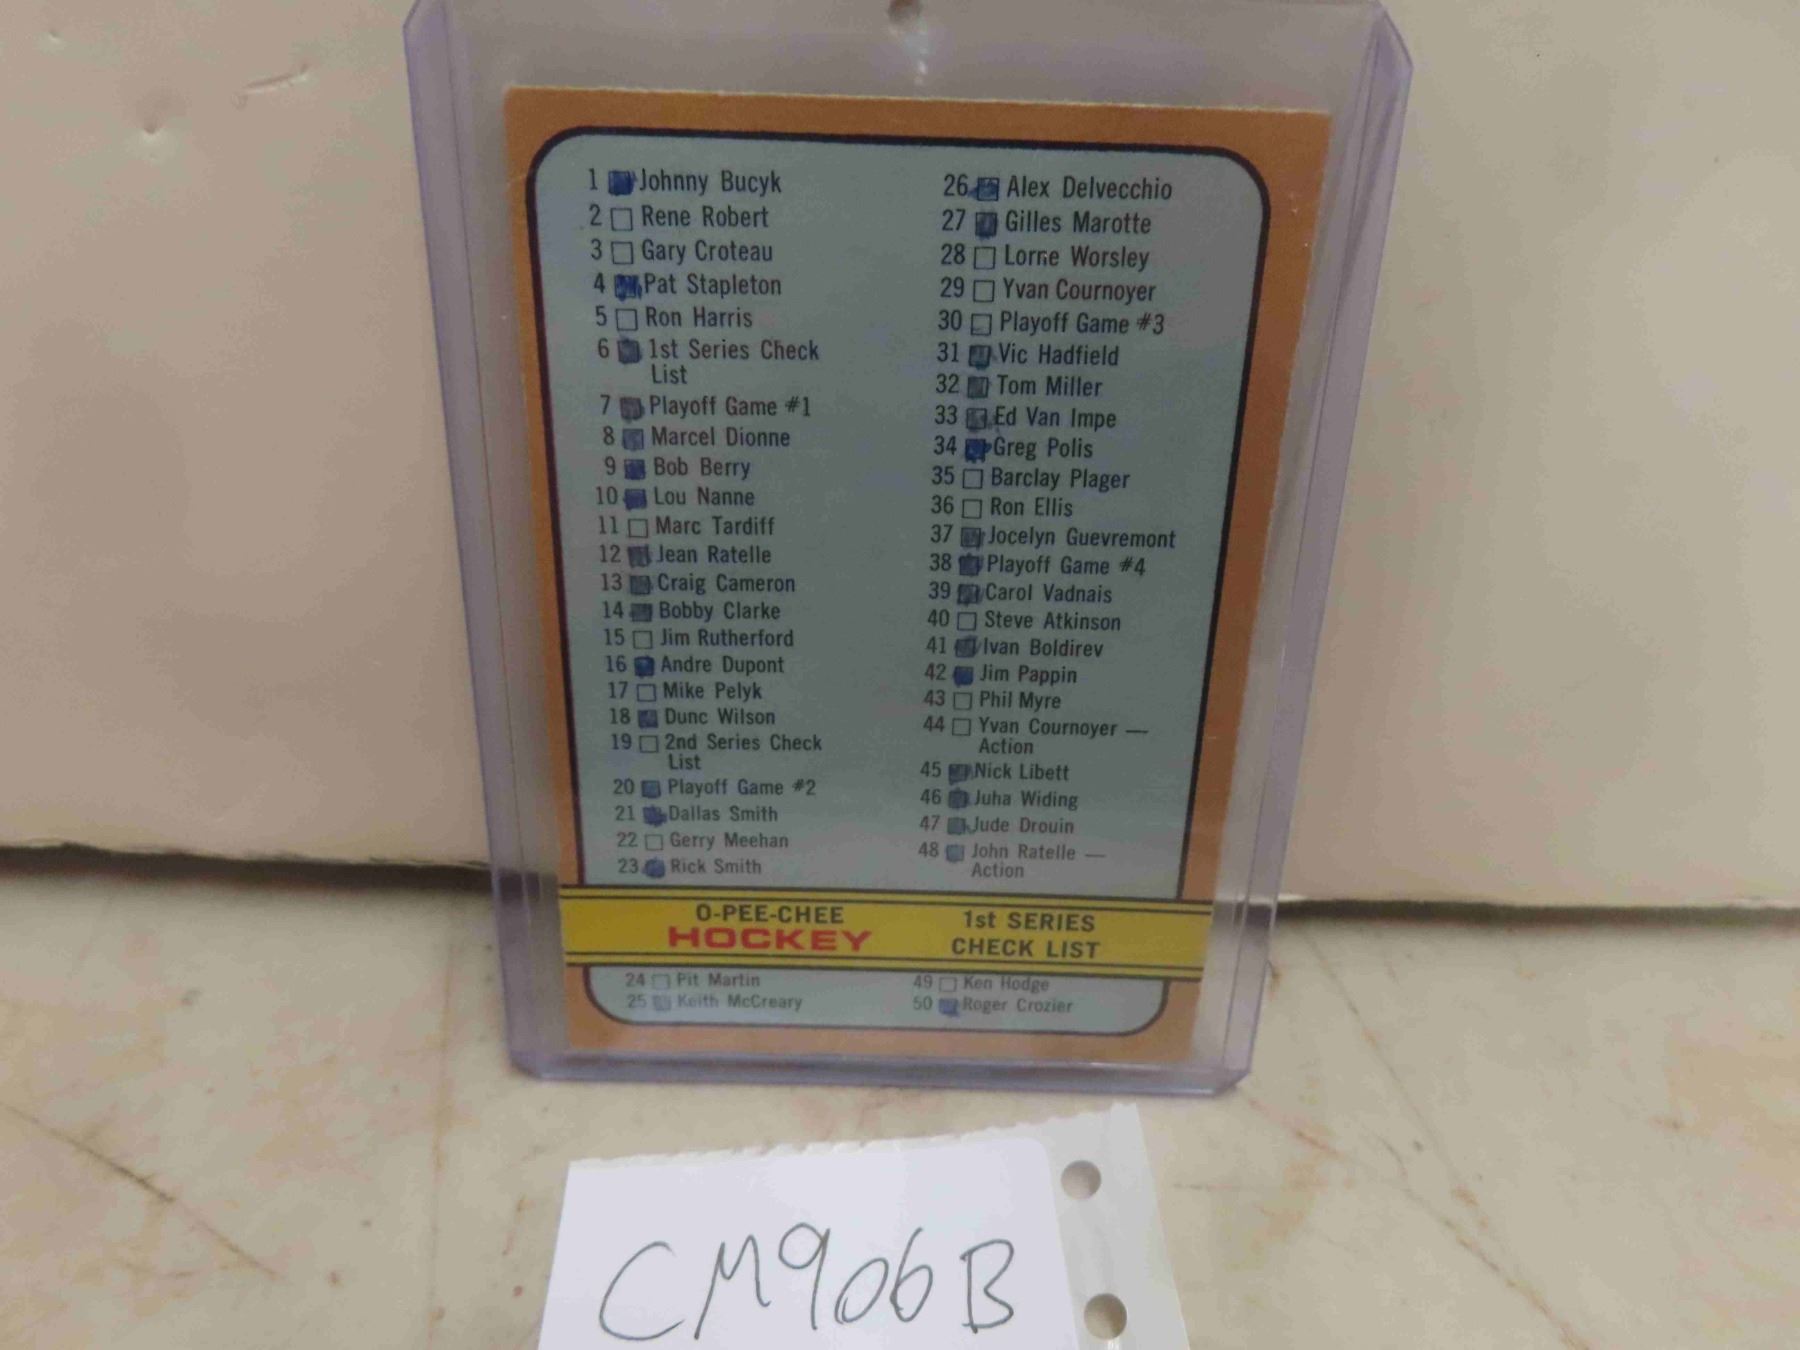 1 Johnny Bucyk
2 Rene Robert
3 Gary Croteau
4 Pat Stapleton
5 Ron Harris
6 1st Series Check
List
7 Playoff Game #1
8 Marcel Dionne
9 Bob Berry
10 Lou Nanne
11 Marc Tardiff
12 Jean Ratelle
13 Craig Cameron
14 Bobby Clarke
15 Jim Rutherford
16 Andre Dupont
17 Mike Pelyk
18 Dunc Wilson
19 2nd Series Check
List
20 Playoff Game #2
21 Dallas Smith
22 Gerry Meehan
23 Rick Smith
26 Alex Delvecchio
27 Gilles Marotte
28 Lorne Worsley
29 Yvan Cournoyer
30 Playoff Game #3
31 Vic Hadfield
32 Tom Miller
33 Ed Van Impe
34 Greg Polis
35 Barclay Plager
36 Ron Ellis
37 Jocelyn Guevremont
38 Playoff Game #4
39 Carol Vadnais
40 Steve Atkinson
41 Ivan Boldirev
42 Jim Pappin
43 Phil Myre
44 Yvan Cournoyer —
Action
45 Nick Libett
46 Juha Widing
47 Jude Drouin
48 John Ratelle —
Action
O-PEE-CHEE
HOCKEY
1st SERIES
CHECK LIST
24 Pit Martin
25 Keith McCreary
49 Ken Hodge
50 Roger Crozier
CM906B